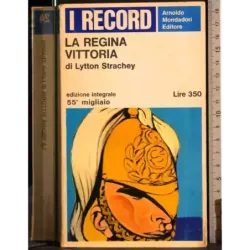 I RECORD
Arnoldo
Mondadori
Editore
LA REGINA
VITTORIA
di Lytton Strachey
edizione integrale
55° migliaio
Lire 350